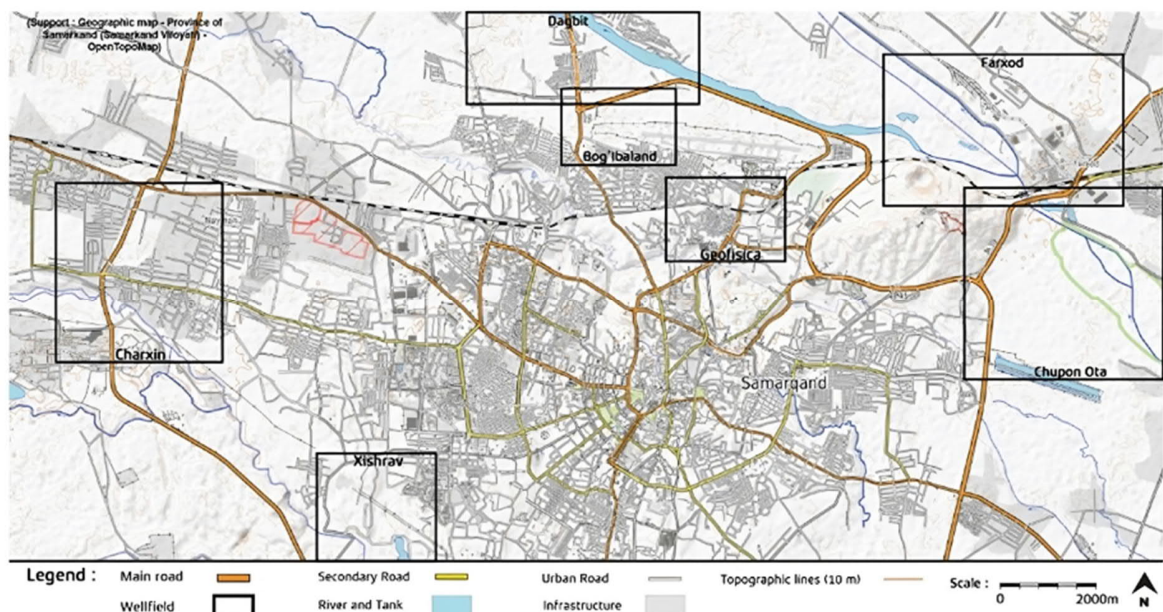 (Support : Geographic map - Province of
Samarkand (Samarkand Viloyati) -
OpenTopoMap)
Dagbit
Farxod
Bog'Ibaland
Geofisica
Charxin
Chupon Ota
Samarqand
Xishrav
Legend :
Main road
Secondary Road
Urban Road
Topographic lines (10 m)
Scale :
0 2000m
Wellfield
River and Tank
Infrastructure
N